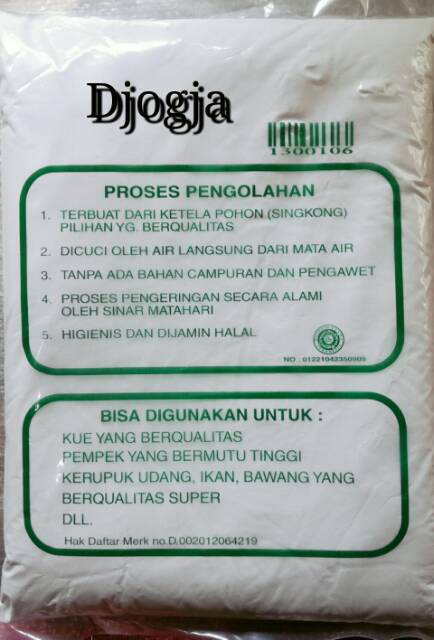 Djogja
1300106
PROSES PENGOLAHAN
1. TERBUAT DARI KETELA POHON (SINGKONG)
PILIHAN YG. BERQUALITAS
2. DICUCI OLEH AIR LANGSUNG DARI MATA AIR
3. TANPA ADA BAHAN CAMPURAN DAN PENGAWET
4. PROSES PENGERINGAN SECARA ALAMI
OLEH SINAR MATAHARI
5. HIGIENIS DAN DIJAMIN HALAL
NO : 01221042350909
BISA DIGUNAKAN UNTUK :
KUE YANG BERQUALITAS
PEMPEK YANG BERMUTU TINGGI
KERUPUK UDANG, IKAN, BAWANG YANG
BERQUALITAS SUPER
DLL.
Hak Daftar Merk no.D.002012064219